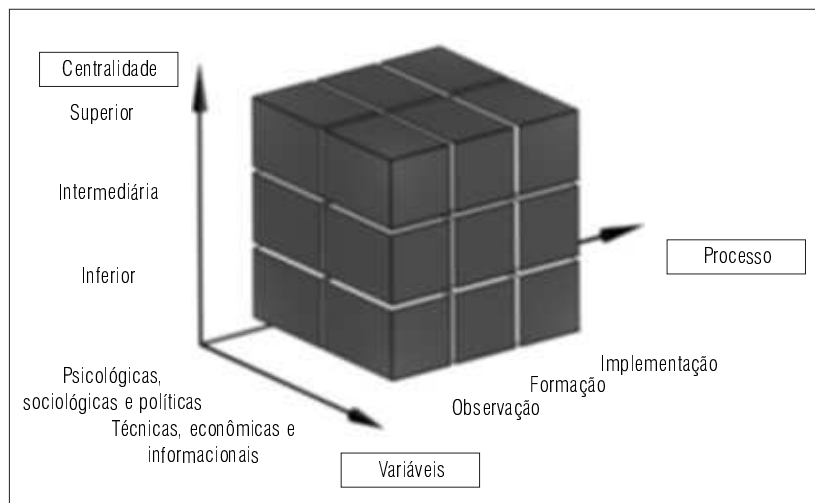 Centralidade
Superior
Intermediária
Inferior
Processo
Implementação
Formação
Observação
Psicológicas,
sociológicas e políticas
Técnicas, econômicas e
informacionais
Variáveis